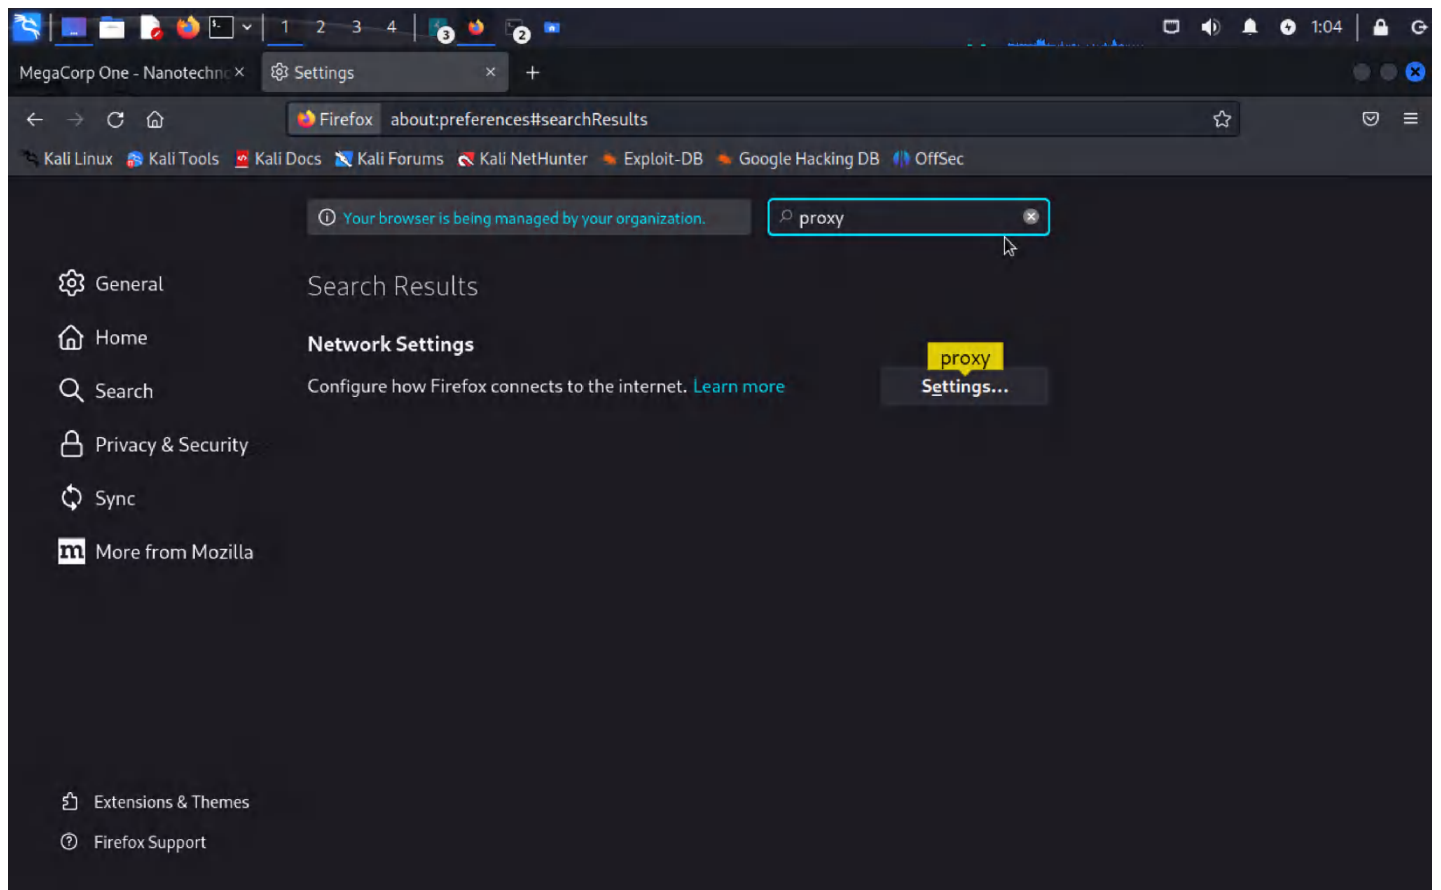 1 2 3 4 3 2 1:04
MegaCorp One - Nanotechno Settings
Firefox about:preferences#searchResults
Kali Linux Kali Tools Kali Docs Kali Forums Kali NetHunter Exploit-DB Google Hacking DB OffSec
Your browser is being managed by your organization. proxy
General
Search Results
Home
Network Settings
proxy
Configure how Firefox connects to the internet. Learn more Settings...
Search
Privacy & Security
Sync
m More from Mozilla
Extensions & Themes
Firefox Support